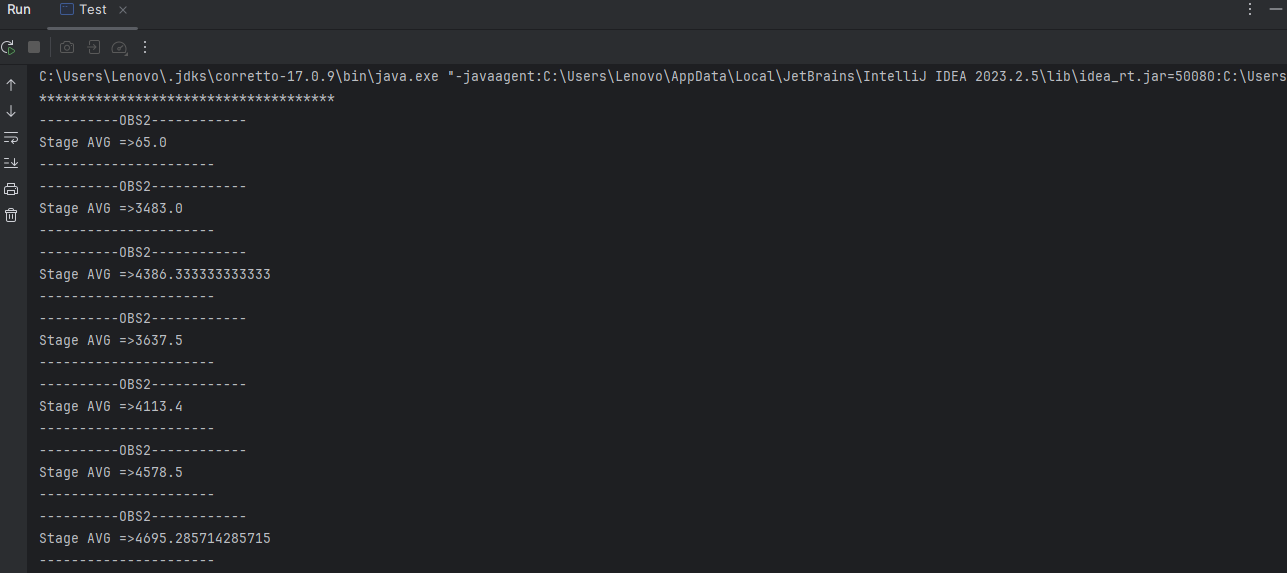 Run Test
C:\Users\Lenovo\.jdks\corretto-17.0.9\bin\java.exe "-javaagent:C:\Users\Lenovo\AppData\Local\JetBrains\IntelliJ IDEA 2023.2.5\lib\idea_rt.jar=50080:C:\Users
*************************************
----------OBS2------------
Stage AVG =>65.0
----------------------
----------OBS2------------
Stage AVG =>3483.0
----------------------
----------OBS2------------
Stage AVG =>4386.333333333333
----------------------
----------OBS2------------
Stage AVG =>3637.5
----------------------
----------OBS2------------
Stage AVG =>4113.4
----------------------
----------OBS2------------
Stage AVG =>4578.5
----------------------
----------OBS2------------
Stage AVG =>4695.285714285715
----------------------